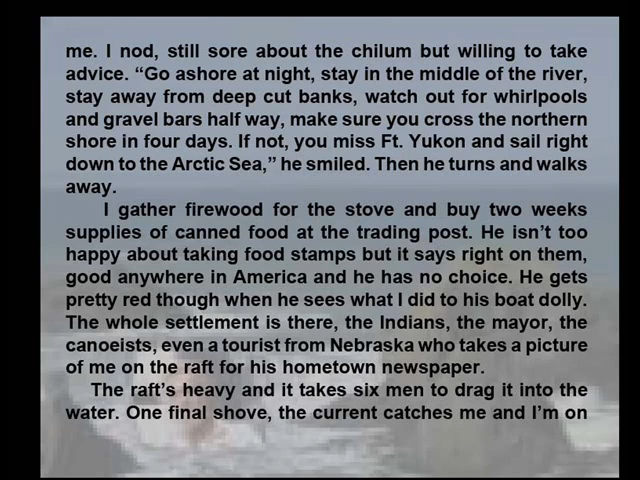 me. I nod, still sore about the chilum but willing to take
advice. “Go ashore at night, stay in the middle of the river,
stay away from deep cut banks, watch out for whirlpools
and gravel bars half way, make sure you cross the northern
shore in four days. If not, you miss Ft. Yukon and sail right
down to the Arctic Sea,” he smiled. Then he turns and walks
away.
I gather firewood for the stove and buy two weeks
supplies of canned food at the trading post. He isn’t too
happy about taking food stamps but it says right on them,
good anywhere in America and he has no choice. He gets
pretty red though when he sees what I did to his boat dolly.
The whole settlement is there, the Indians, the mayor, the
canoeists, even a tourist from Nebraska who takes a picture
of me on the raft for his hometown newspaper.
The raft’s heavy and it takes six men to drag it into the
water. One final shove, the current catches me and I’m on